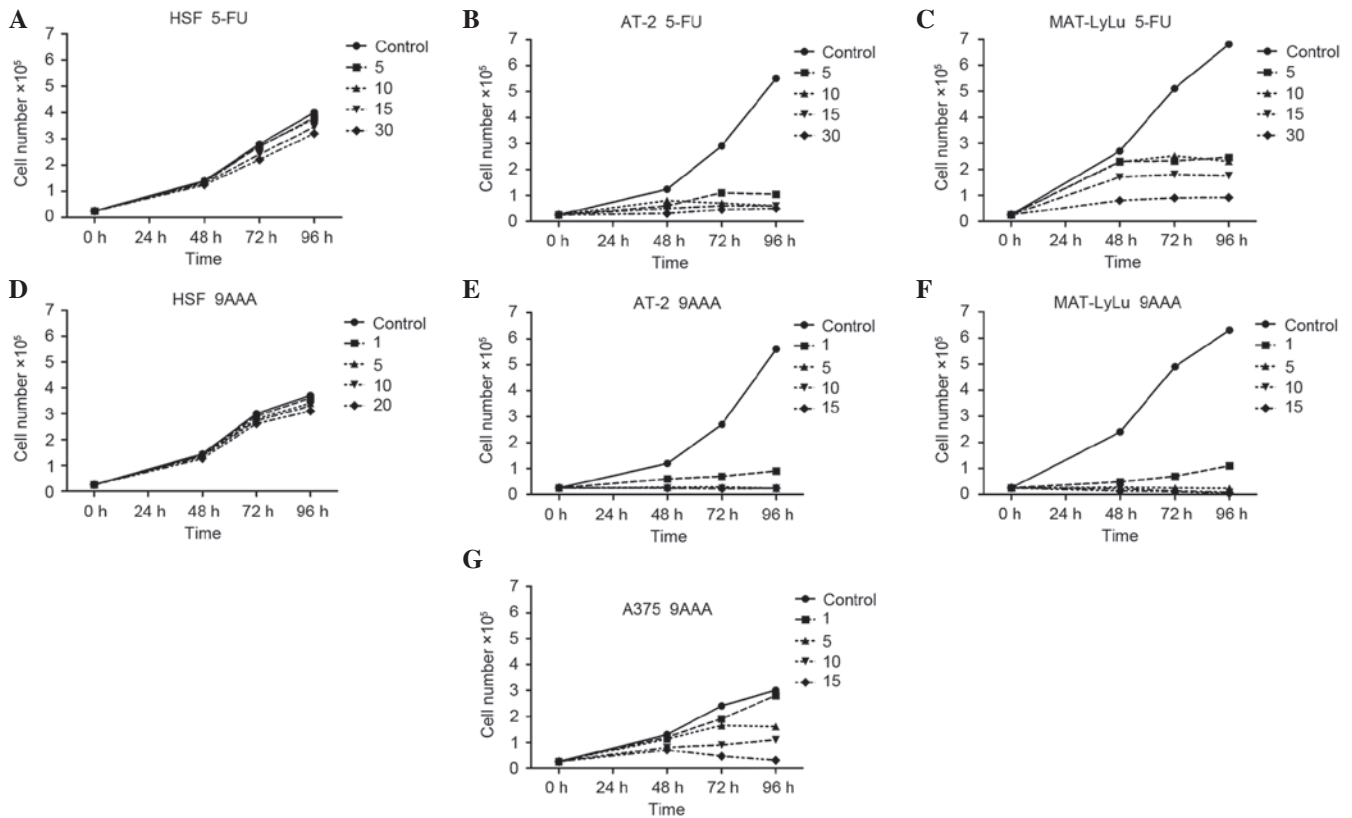 A
HSF 5-FU
Cell number ×10⁵
7
6
5
4
3
2
1
0
0 h 24 h 48 h 72 h 96 h
Time
Control
5
10
15
30
B
AT-2 5-FU
Cell number ×10⁵
7
6
5
4
3
2
1
0
0 h 24 h 48 h 72 h 96 h
Time
Control
5
10
15
30
C
MAT-LyLu 5-FU
Cell number ×10⁵
7
6
5
4
3
2
1
0
0 h 24 h 48 h 72 h 96 h
Time
Control
5
10
15
30
D
HSF 9AAA
Cell number ×10⁵
7
6
5
4
3
2
1
0
0 h 24 h 48 h 72 h 96 h
Time
Control
1
5
10
20
E
AT-2 9AAA
Cell number ×10⁵
7
6
5
4
3
2
1
0
0 h 24 h 48 h 72 h 96 h
Time
Control
1
5
10
15
F
MAT-LyLu 9AAA
Cell number ×10⁵
7
6
5
4
3
2
1
0
0 h 24 h 48 h 72 h 96 h
Time
Control
1
5
10
15
G
A375 9AAA
Cell number ×10⁵
7
6
5
4
3
2
1
0
0 h 24 h 48 h 72 h 96 h
Time
Control
1
5
10
15